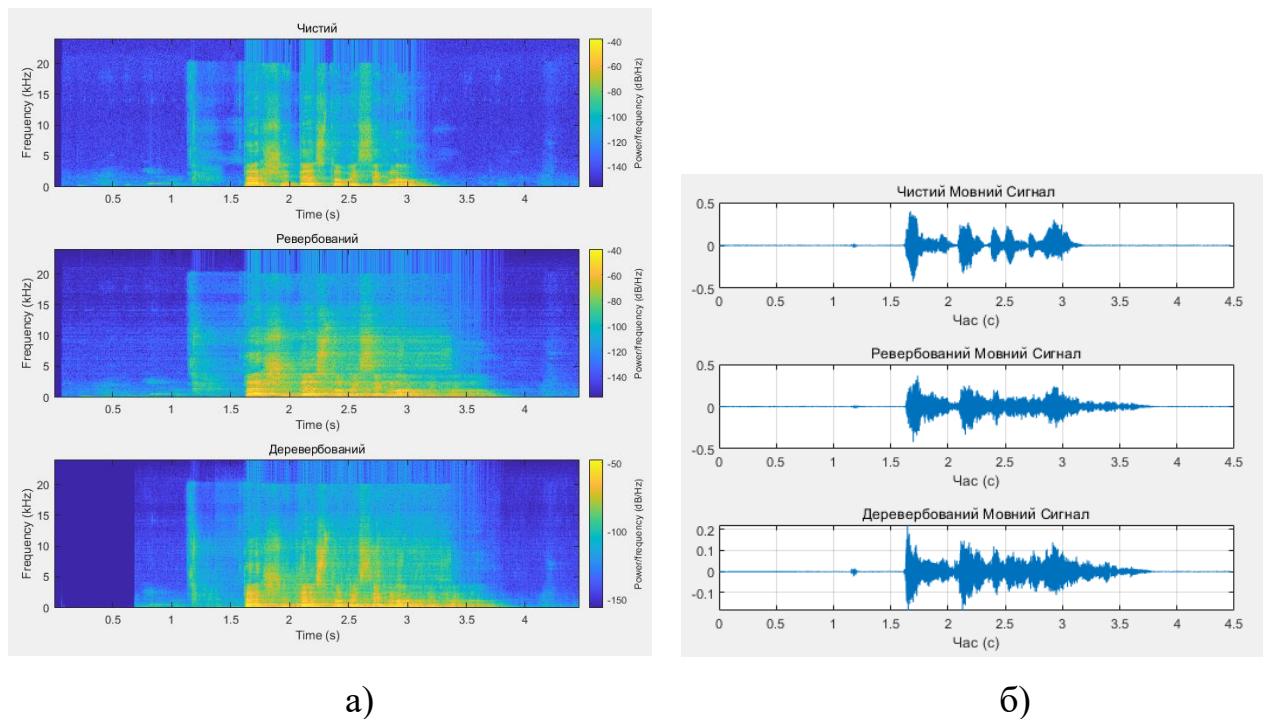 Чистий
Frequency (kHz)
20
15
10
5
0
0.5 1 1.5 2 2.5 3 3.5 4
Time (s)
-40
-60
-80
-100
-120
-140
Power/frequency (dB/Hz)
Ревербований
Frequency (kHz)
20
15
10
5
0
0.5 1 1.5 2 2.5 3 3.5 4
Time (s)
-40
-60
-80
-100
-120
-140
Power/frequency (dB/Hz)
Деревербований
Frequency (kHz)
20
15
10
5
0
0.5 1 1.5 2 2.5 3 3.5 4
Time (s)
-50
-100
-150
Power/frequency (dB/Hz)
а)
Чистий Мовний Сигнал
0.5
0
-0.5
0 0.5 1 1.5 2 2.5 3 3.5 4 4.5
Час (с)
Ревербований Мовний Сигнал
0.5
0
-0.5
0 0.5 1 1.5 2 2.5 3 3.5 4 4.5
Час (с)
Деревербований Мовний Сигнал
0.2
0.1
0
-0.1
0 0.5 1 1.5 2 2.5 3 3.5 4 4.5
Час (с)
б)